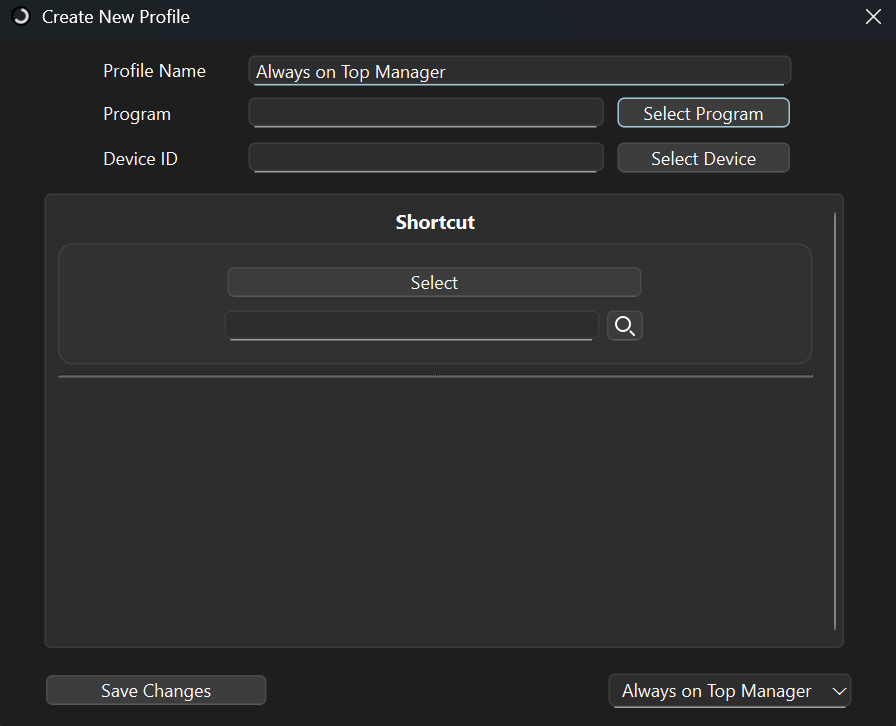 Create New Profile
Profile Name
Always on Top Manager
Program
Select Program
Device ID
Select Device
Shortcut
Select
Save Changes
Always on Top Manager